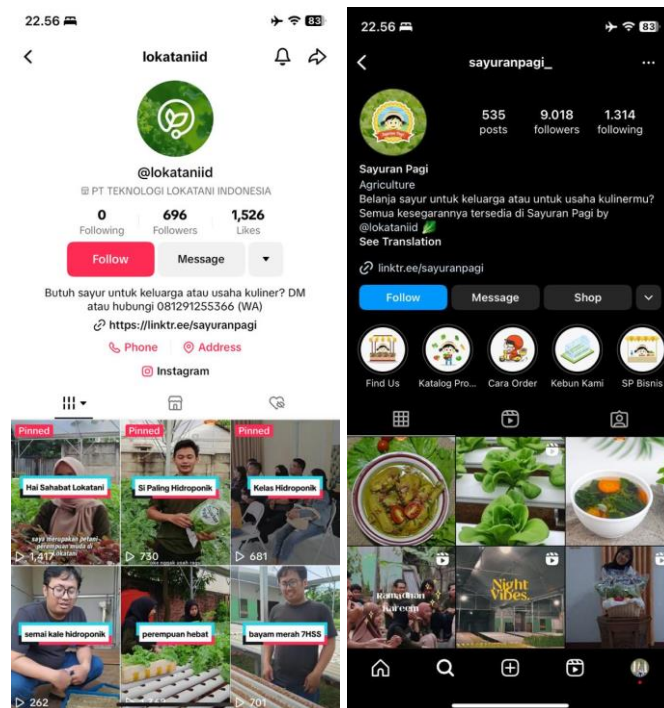 22.56
83
lokataniid
@lokataniid
PT TEKNOLOGI LOKATANI INDONESIA
0
696
1,526
Following
Followers
Likes
Follow
Message
Butuh sayur untuk keluarga atau usaha kuliner? DM
atau hubungi 081291255366 (WA)
https://linktr.ee/sayuranpagi
Phone
Address
Instagram
Pinned
Pinned
Pinned
Hai Sahabat Lokatani
Si Paling Hidroponik
Kelas Hidroponik
saya merupakan petani
perempuan muda di
1,417
730
681
semai kale hidroponik
perempuan hebat
bayam merah 7HSS
262
701
22.56
83
sayuranpagi_
535
9.018
1.314
posts
followers
following
Sayuran Pagi
Agriculture
Belanja sayur untuk keluarga atau untuk usaha kulinermu?
Semua kesegarannya tersedia di Sayuran Pagi by
@lokataniid
See Translation
linktr.ee/sayuranpagi
Follow
Message
Shop
Find Us
Katalog Pro...
Cara Order
Kebun Kami
SP Bisnis
Ramadhan
Kareem
Night
Vibes.